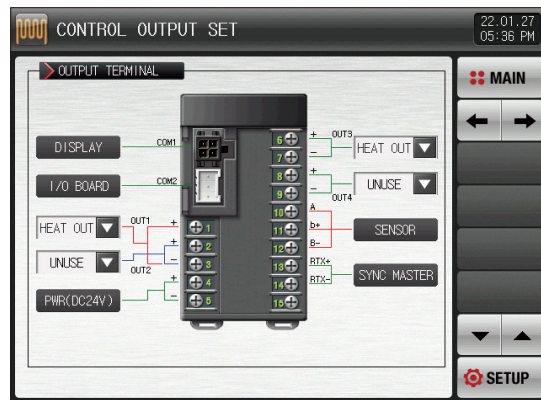 CONTROL OUTPUT SET
22.01.27
05:36 PM
OUTPUT TERMINAL
MAIN
DISPLAY
COM1
I/O BOARD
COM2
HEAT OUT
OUT1
+
-
UNUSE
OUT2
+
-
PWR(DC24V)
+
-
1
2
3
4
5
6
7
8
9
10
11
12
13
14
15
+
-
OUT3
HEAT OUT
+
-
OUT4
UNUSE
A
b+
B-
SENSOR
RTX+
RTX-
SYNC MASTER
SETUP